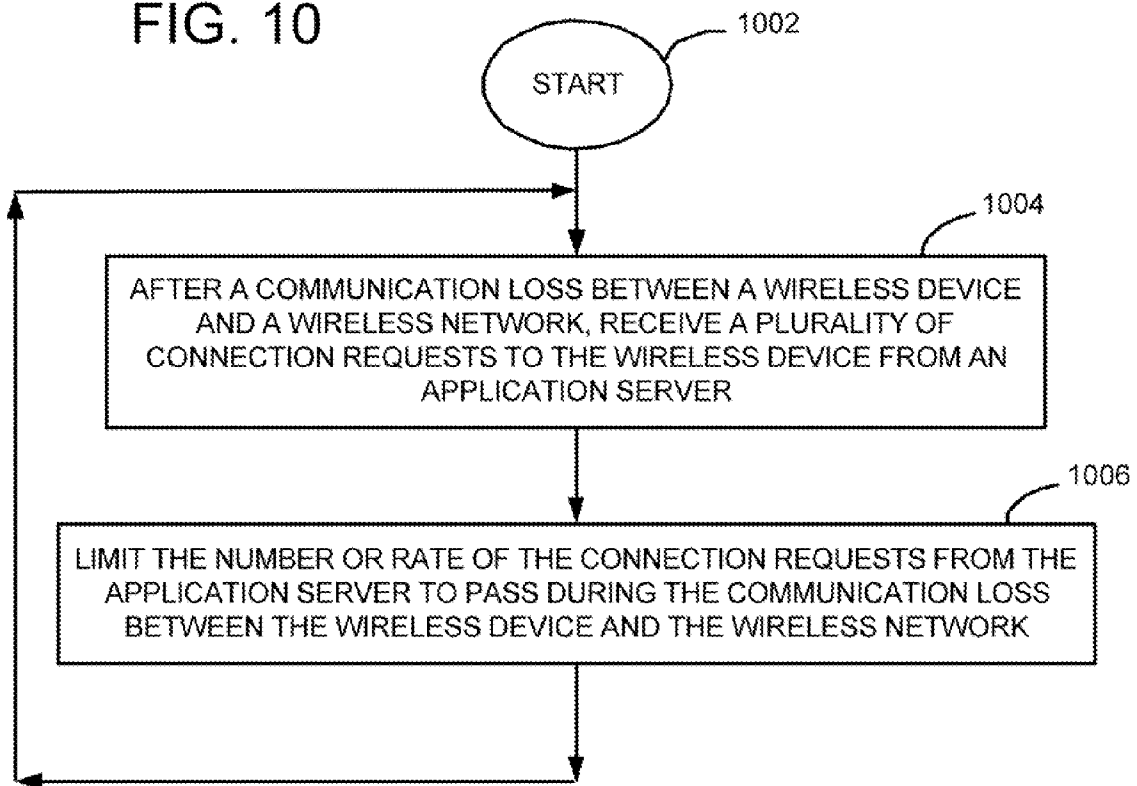 FIG. 10
1002
START
1004
AFTER A COMMUNICATION LOSS BETWEEN A WIRELESS DEVICE
AND A WIRELESS NETWORK, RECEIVE A PLURALITY OF
CONNECTION REQUESTS TO THE WIRELESS DEVICE FROM AN
APPLICATION SERVER
1006
LIMIT THE NUMBER OR RATE OF THE CONNECTION REQUESTS FROM THE
APPLICATION SERVER TO PASS DURING THE COMMUNICATION LOSS
BETWEEN THE WIRELESS DEVICE AND THE WIRELESS NETWORK